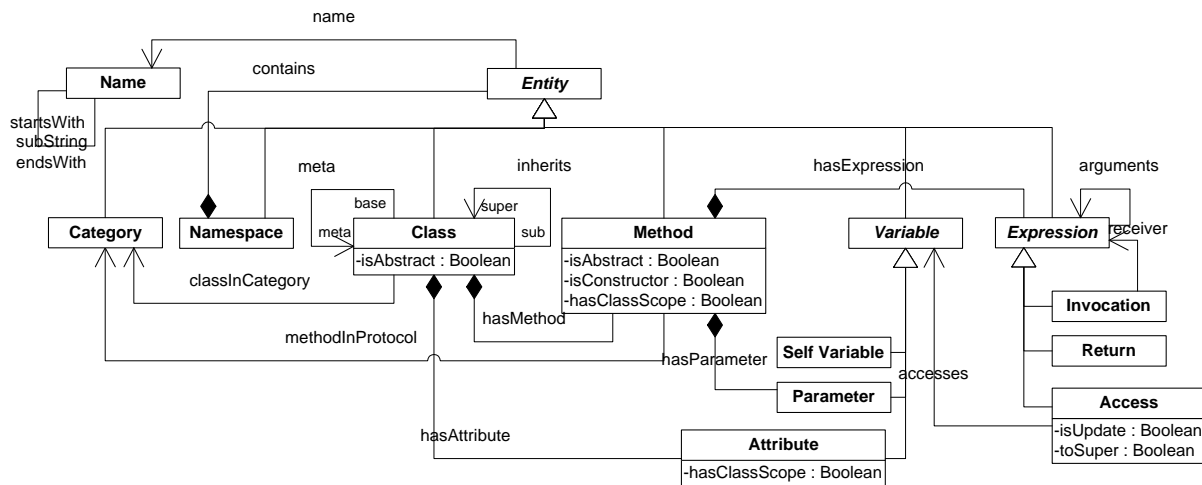 name
contains
Name
Entity
startsWith
subString
endsWith
meta
inherits
hasExpression
arguments
base
super
meta
sub
receiver
Category
Namespace
Class
-isAbstract : Boolean
Method
-isAbstract : Boolean
-isConstructor : Boolean
-hasClassScope : Boolean
Variable
Expression
classInCategory
hasMethod
methodInProtocol
hasParameter
Invocation
Self Variable
Return
accesses
Parameter
Access
-isUpdate : Boolean
-toSuper : Boolean
hasAttribute
Attribute
-hasClassScope : Boolean